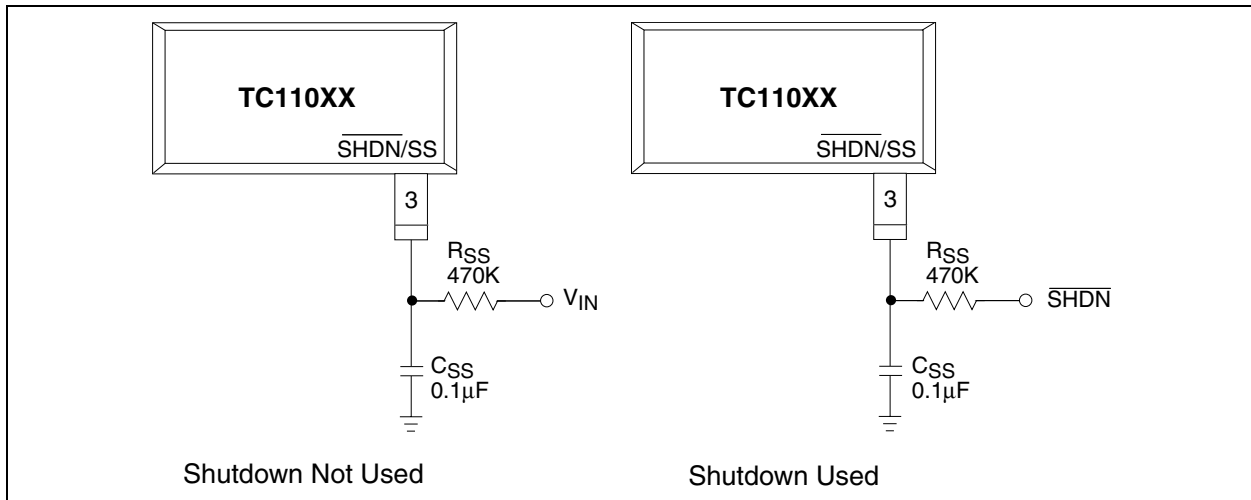 TC110XX
SHDN/SS
3
RSS
470K
VIN
CSS
0.1µF
Shutdown Not Used
TC110XX
SHDN/SS
3
RSS
470K
SHDN
CSS
0.1µF
Shutdown Used